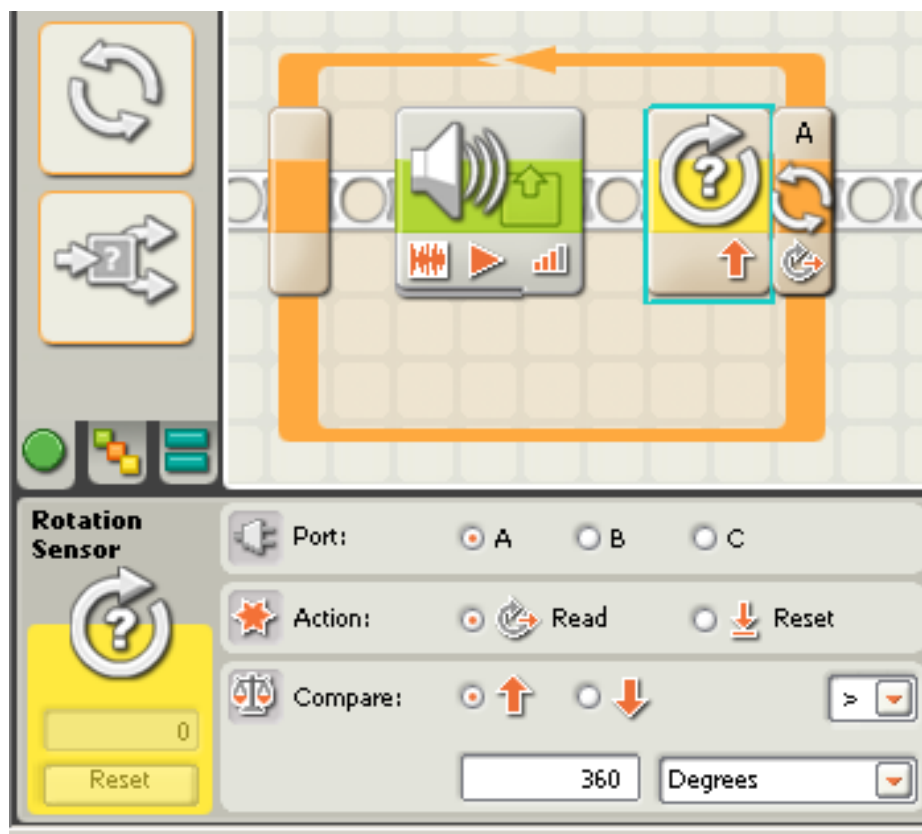 A
Rotation
Sensor
0
Reset
Port:
A
B
C
Action:
Read
Reset
Compare:
>
360
Degrees